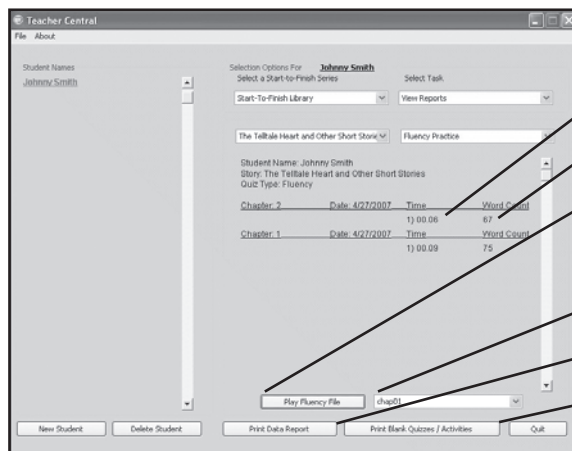 Teacher Central
File About
Student Names
Johnny Smith
Selection Options For Johnny Smith
Select a Start-to-Finish Series
Select Task
Start-To-Finish Library
View Reports
The Telltale Heart and Other Short Storie
Fluency Practice
Student Name: Johnny Smith
Story: The Telltale Heart and Other Short Stories
Quiz Type: Fluency
Chapter: 2 Date: 4/27/2007 Time Word Count
1) 00.06 67
Chapter: 1 Date: 4/27/2007 Time Word Count
1) 00.09 75
Play Fluency File
chap01
New Student
Delete Student
Print Data Report
Print Blank Quizzes / Activities
Quit